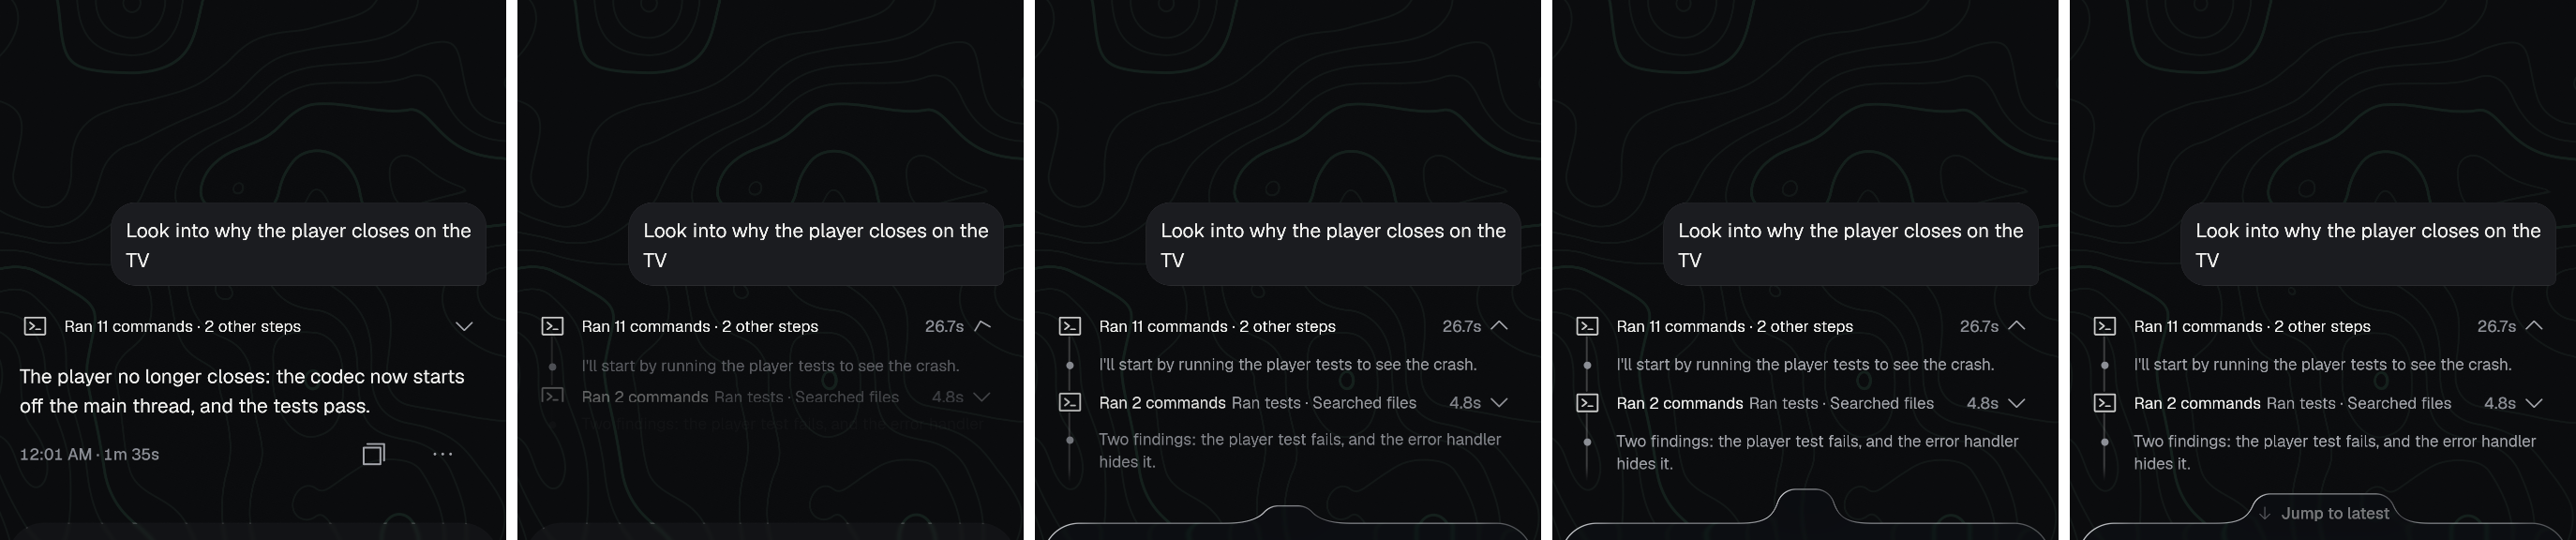 Look into why the player closes on the
TV
Ran 11 commands · 2 other steps
The player no longer closes: the codec now starts
off the main thread, and the tests pass.
12:01 AM · 1m 35s
Look into why the player closes on the
TV
Ran 11 commands · 2 other steps 26.7s
I'll start by running the player tests to see the crash.
Ran 2 commands Ran tests · Searched files 4.8s
Two findings: the player test fails, and the error handler
Look into why the player closes on the
TV
Ran 11 commands · 2 other steps 26.7s
I'll start by running the player tests to see the crash.
Ran 2 commands Ran tests · Searched files 4.8s
Two findings: the player test fails, and the error handler
hides it.
Look into why the player closes on the
TV
Ran 11 commands · 2 other steps 26.7s
I'll start by running the player tests to see the crash.
Ran 2 commands Ran tests · Searched files 4.8s
Two findings: the player test fails, and the error handler
hides it.
Look into why the player closes on the
TV
Ran 11 commands · 2 other steps 26.7s
I'll start by running the player tests to see the crash.
Ran 2 commands Ran tests · Searched files 4.8s
Two findings: the player test fails, and the error handler
hides it.
↓ Jump to latest